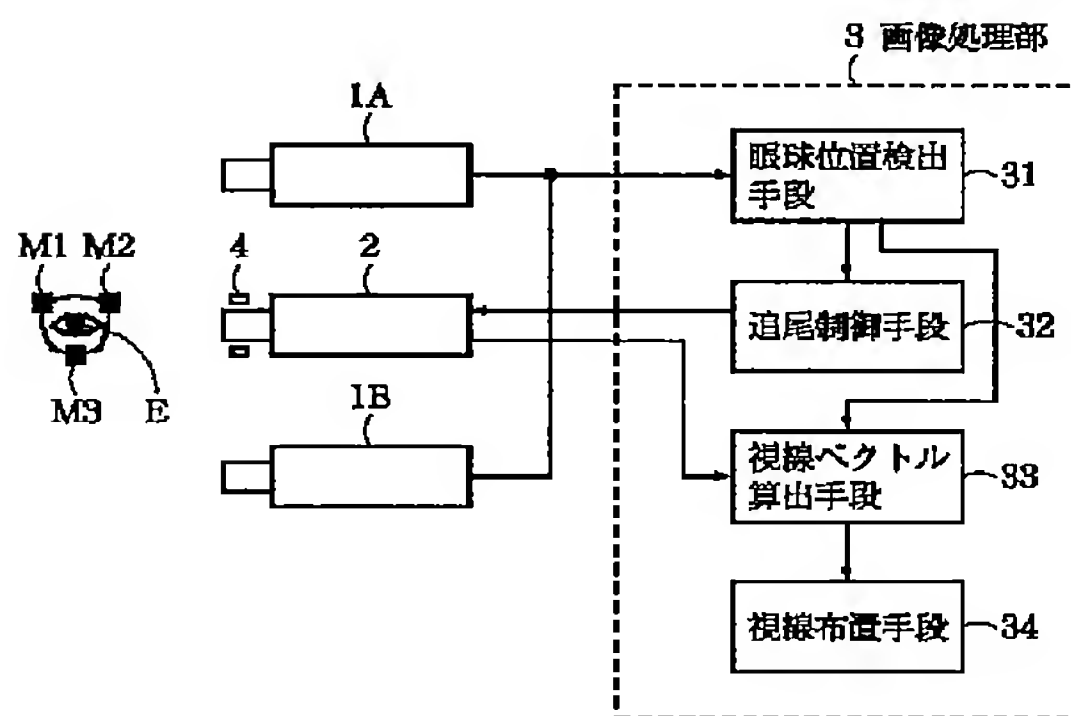 3 画像処理部
1A
眼球位置検出
手段
31
M1 M2
4
2
追尾制御手段
32
M3 E
1B
視線ベクトル
算出手段
33
視線布置手段
34